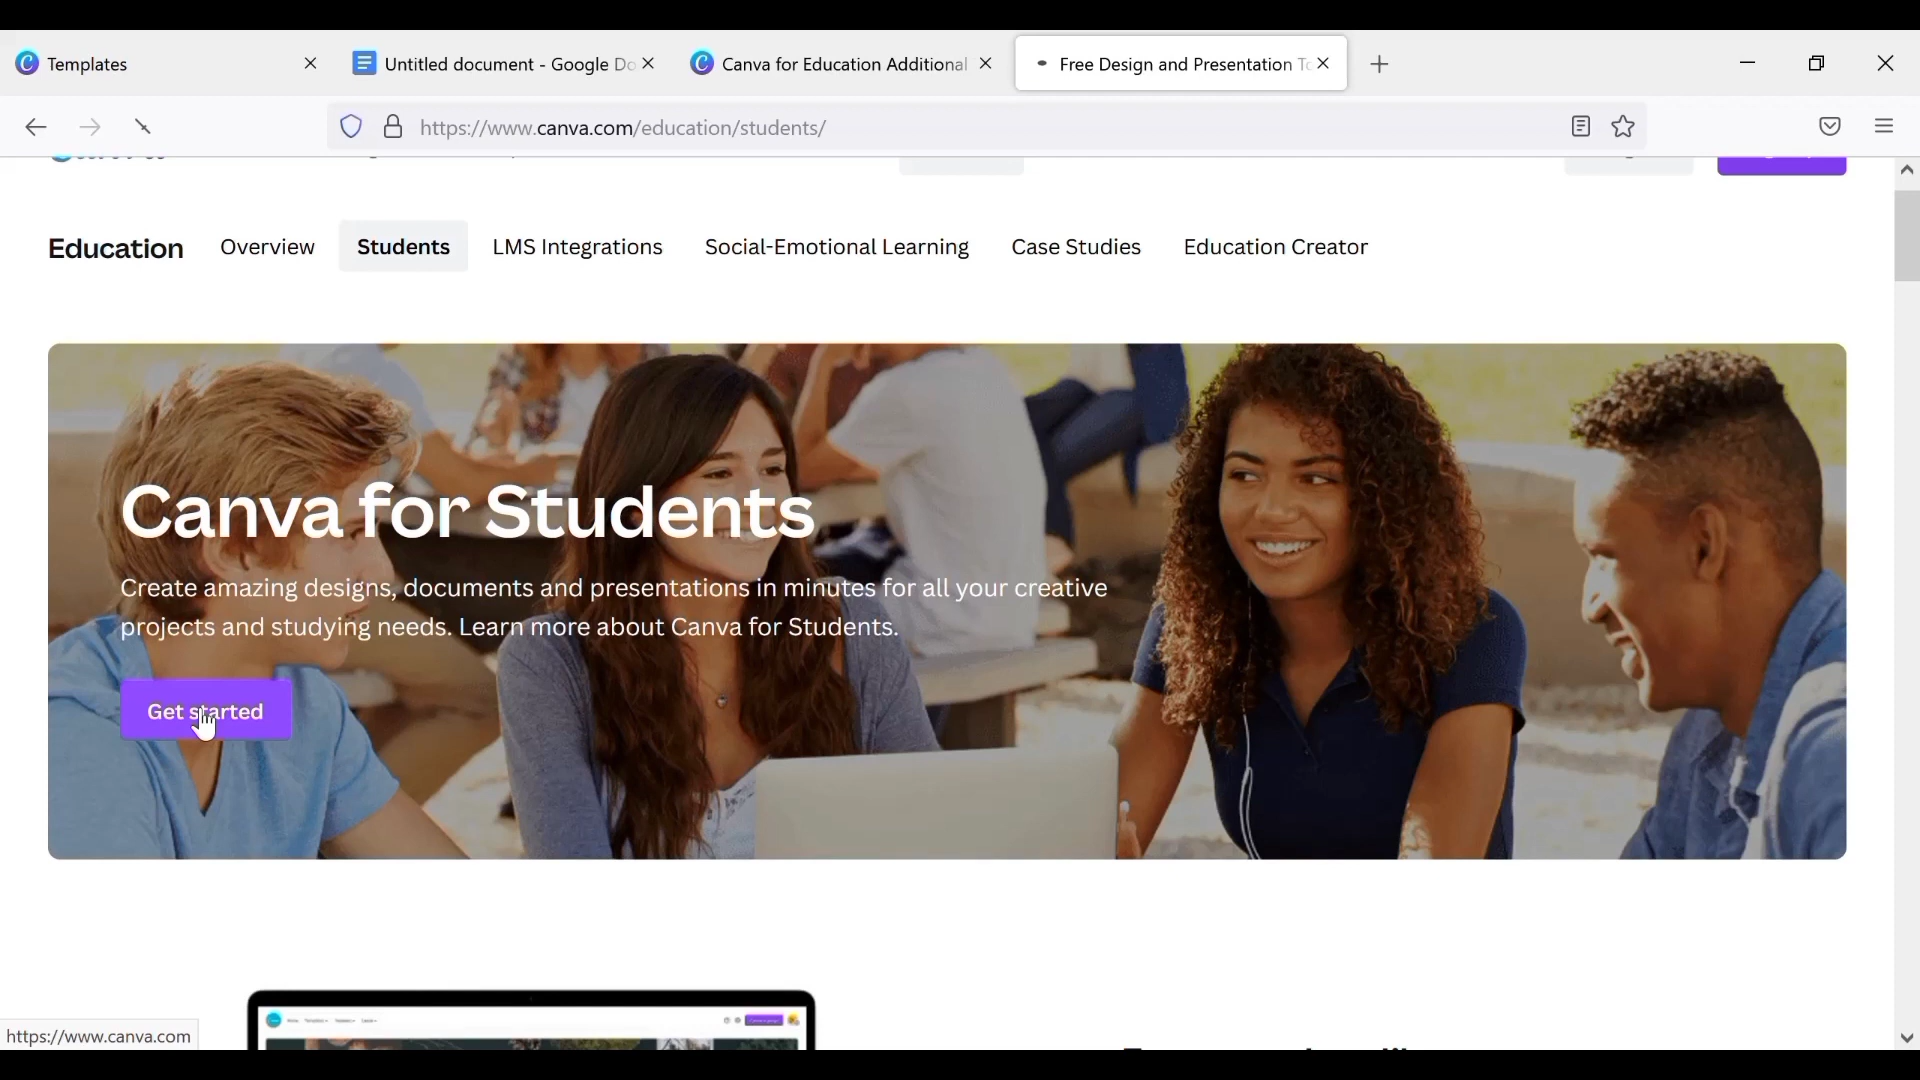 Templates
Untitled document - Google Do
Canva for Education Additional
Free Design and Presentation To
https://www.canva.com/education/students/
Education
Overview
Students
LMS Integrations
Social-Emotional Learning
Case Studies
Education Creator
Canva for Students
Create amazing designs, documents and presentations in minutes for all your creative
projects and studying needs. Learn more about Canva for Students.
Get started
https://www.canva.com